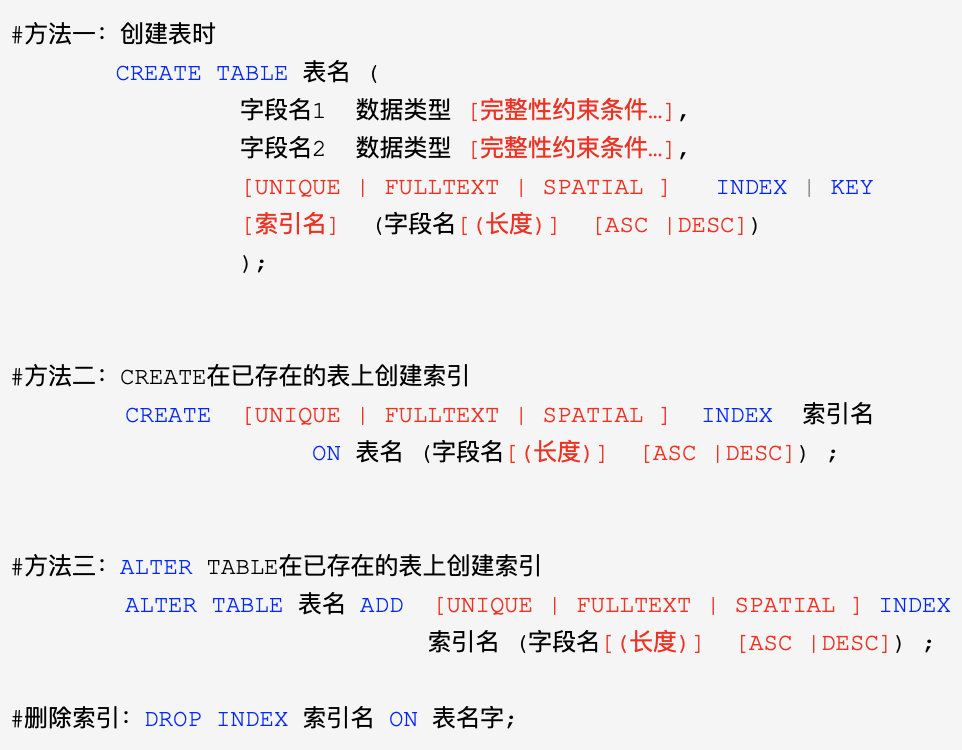 #方法一：创建表时
CREATE TABLE 表名 (
字段名1 数据类型 [完整性约束条件…],
字段名2 数据类型 [完整性约束条件…],
[UNIQUE | FULLTEXT | SPATIAL ] INDEX | KEY
[索引名] (字段名[(长度)] [ASC |DESC])
);
#方法二：CREATE在已存在的表上创建索引
CREATE [UNIQUE | FULLTEXT | SPATIAL ] INDEX 索引名
ON 表名 (字段名[(长度)] [ASC |DESC]) ;
#方法三：ALTER TABLE在已存在的表上创建索引
ALTER TABLE 表名 ADD [UNIQUE | FULLTEXT | SPATIAL ] INDEX
索引名 (字段名[(长度)] [ASC |DESC]) ;
#删除索引：DROP INDEX 索引名 ON 表名字;